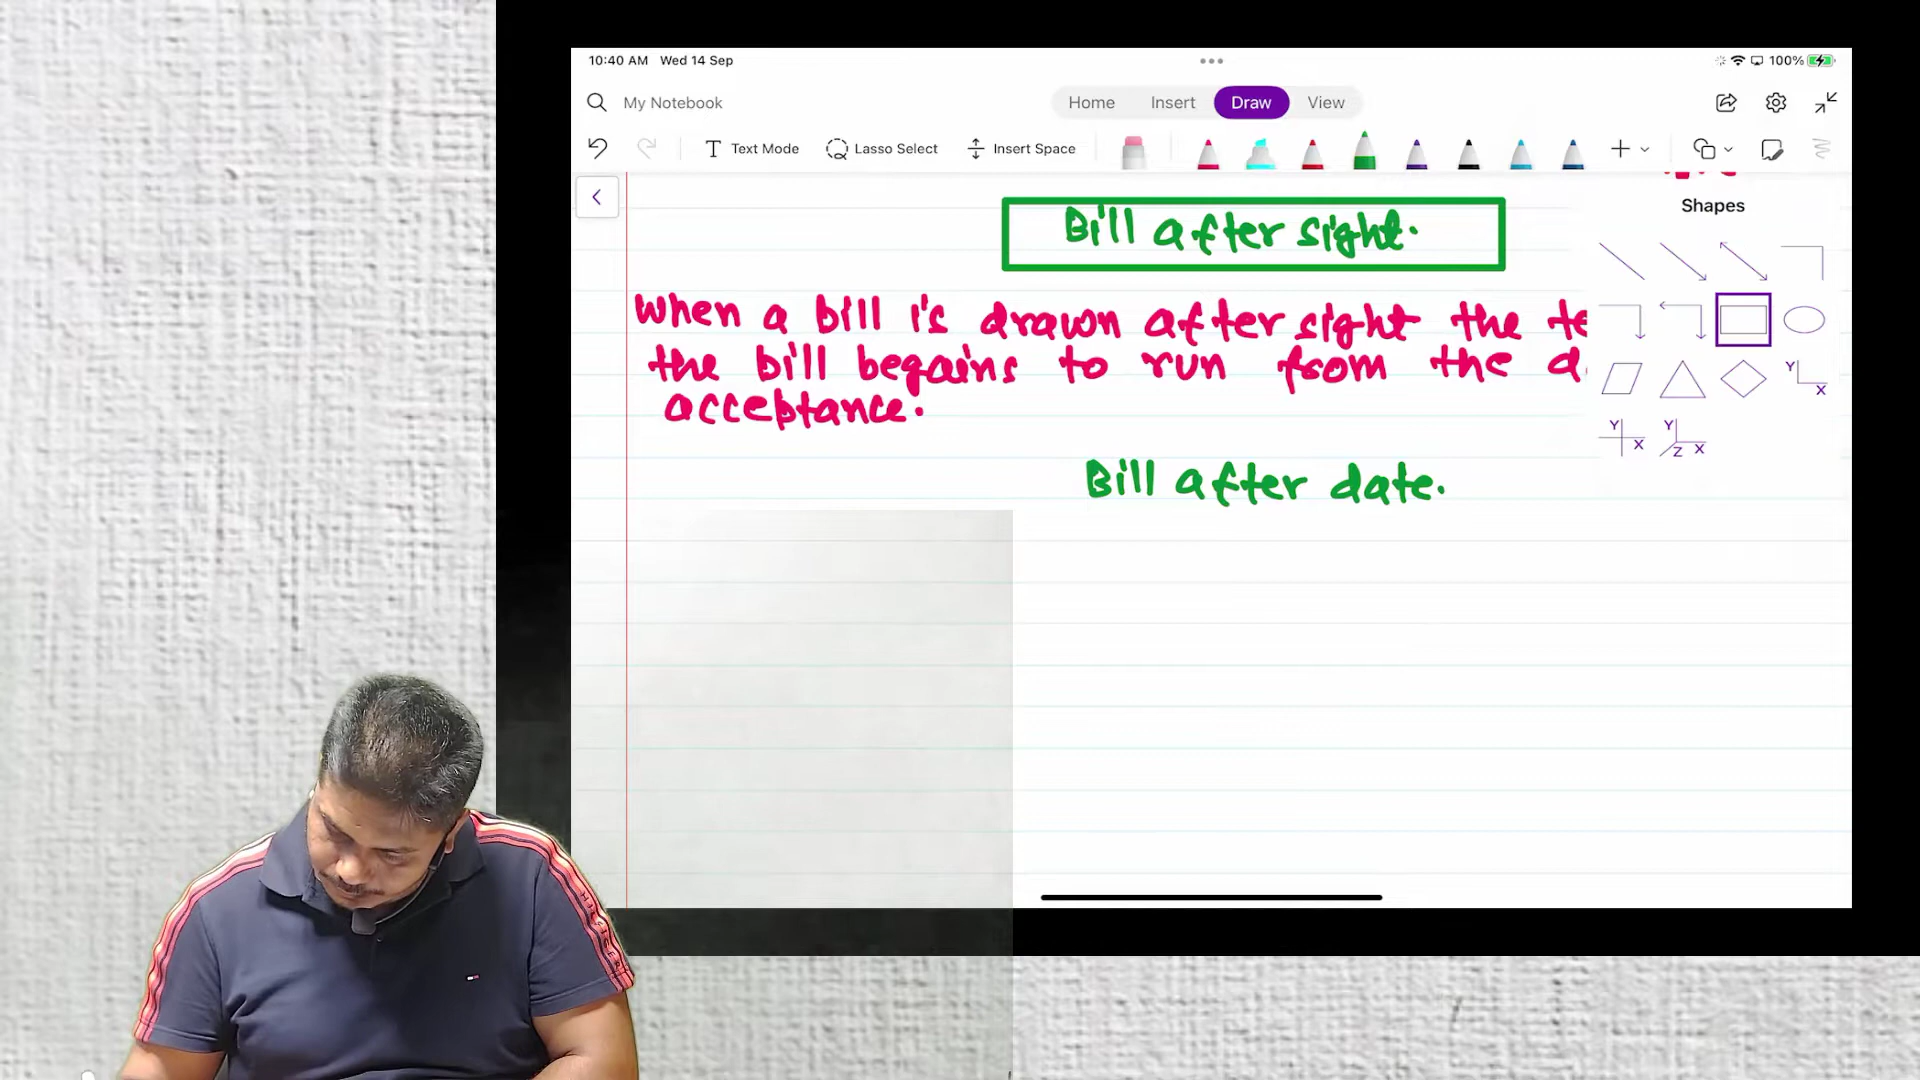 10:40 AM Wed 14 Sep
100%
My Notebook
Home
Insert
Draw
View
Text Mode
Lasso Select
Insert Space
Shapes
Bill after sight.
When a bill i's drawn after sight the te
the bill begains to run from the d
acceptance.
Y
X
Y
X
Y
Z X
Bill after date.